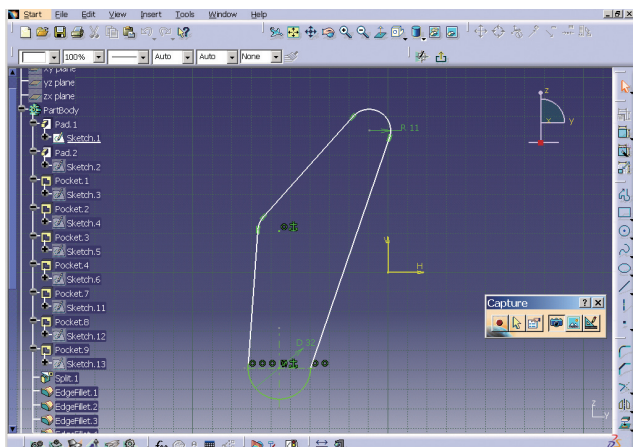 Start File Edit View Insert Tools Window Help
100% Auto Auto None
xy plane
yz plane
zx plane
PartBody
Pad.1
Sketch.1
Pad.2
Sketch.2
Pocket.1
Sketch.3
Pocket.2
Sketch.4
Pocket.3
Sketch.5
Pocket.4
Sketch.6
Pocket.7
Sketch.11
Pocket.8
Sketch.12
Pocket.9
Sketch.13
Split.1
EdgeFillet.1
EdgeFillet.2
EdgeFillet.3
R 11
z
x y
V
H
D 32
Capture
z
y